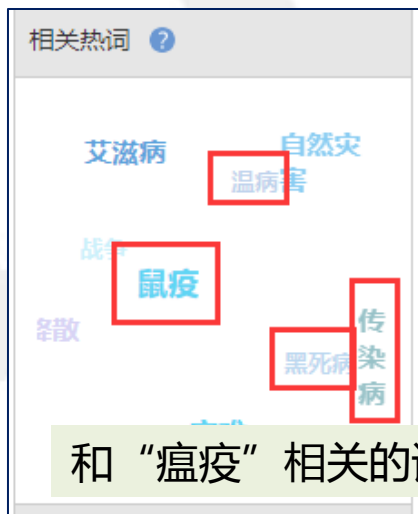 相关热词 ?
艾滋病
自然灾害
温病
战争
鼠疫
传染病
黑死病
和“瘟疫”相关的